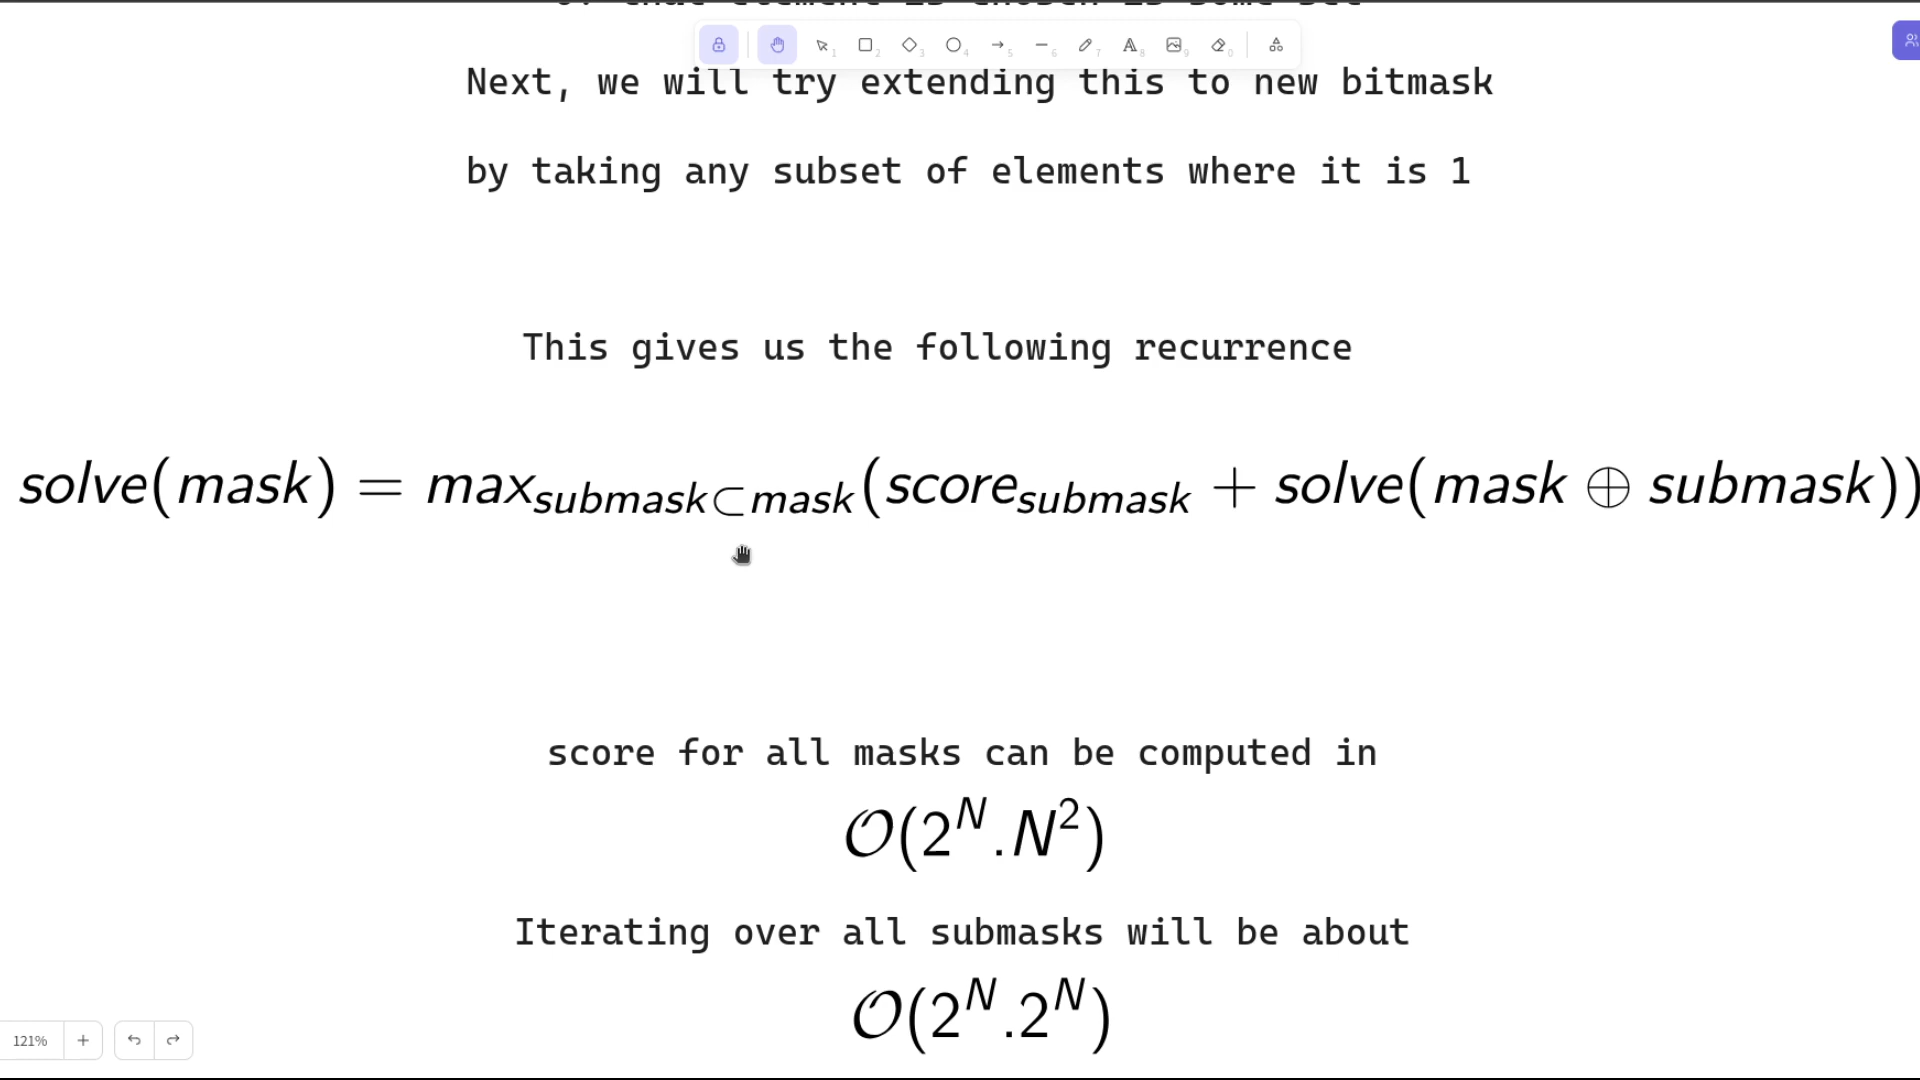 Next, we will try extending this to new bitmask
by taking any subset of elements where it is 1
This gives us the following recurrence
solve(mask) = max_{submask⊂mask}(score_{submask} + solve(mask ⊕ submask))
score for all masks can be computed in
𝒪(2^N.N^2)
Iterating over all submasks will be about
𝒪(2^N.2^N)
121%